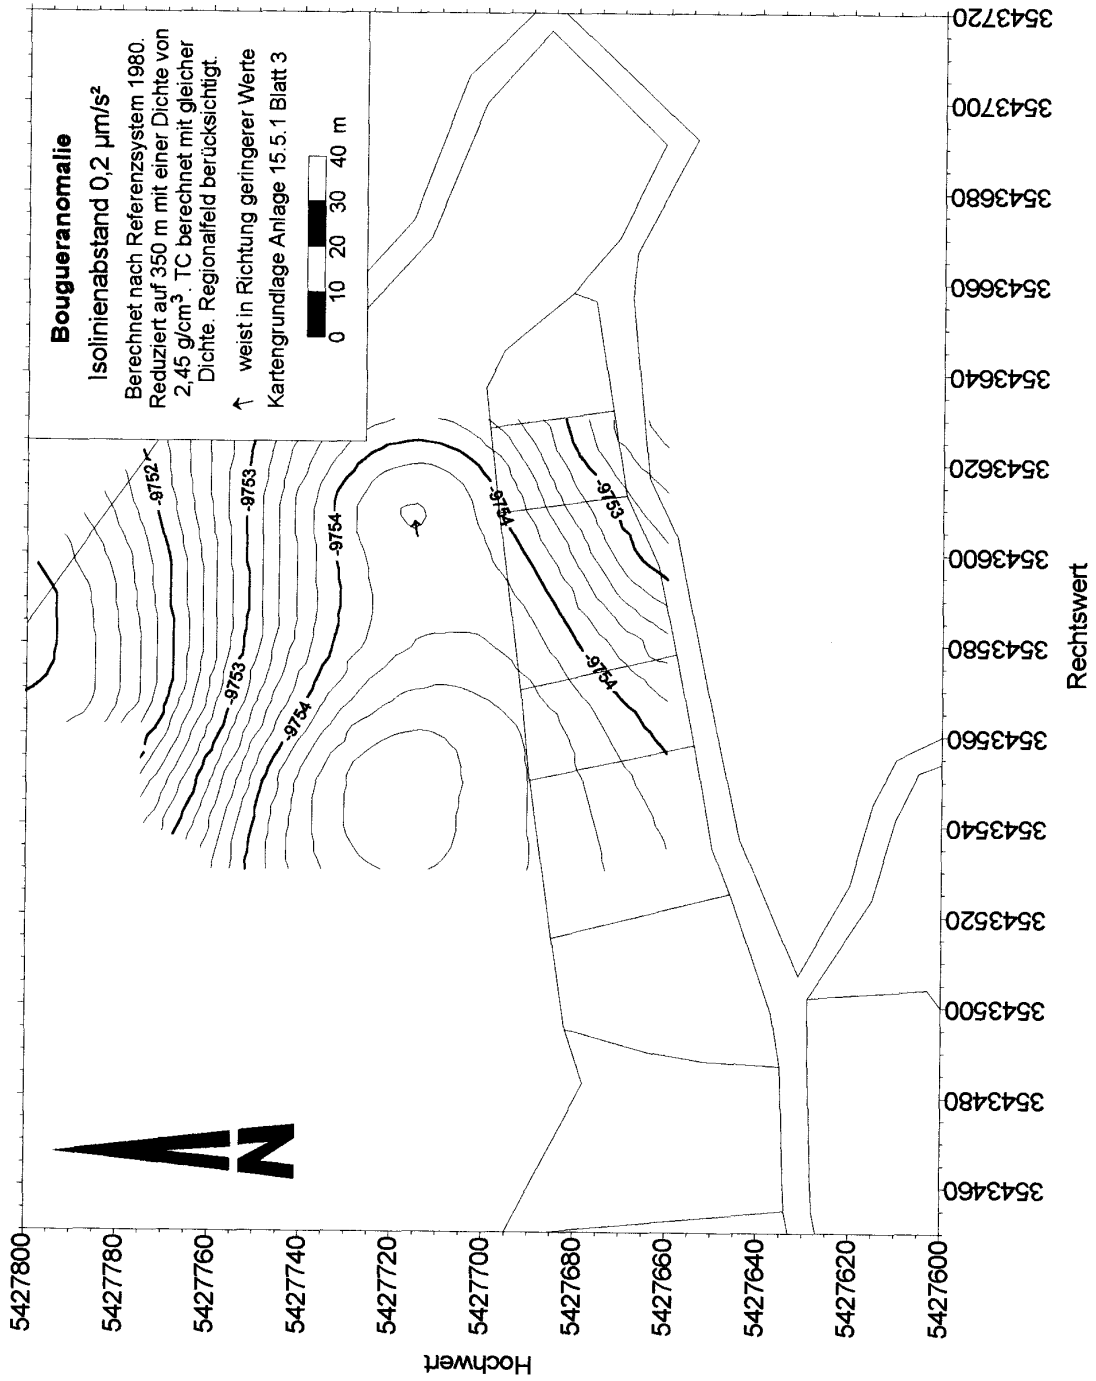 Bougueranomalie
Isolinienabstand 0,2 µm/s²
Berechnet nach Referenzsystem 1980.
Reduziert auf 350 m mit einer Dichte von
2,45 g/cm³. TC berechnet mit gleicher
Dichte. Regionalfeld berücksichtigt.
↑ weist in Richtung geringerer Werte
Kartengrundlage Anlage 15.5.1 Blatt 3
0 10 20 30 40 m
-9752
-9753
-9753
-9754
-9754
-9754
-9753
-9754
N
Hochwert
5427800
5427780
5427760
5427740
5427720
5427700
5427680
5427660
5427640
5427620
5427600
3543460
3543480
3543500
3543520
3543540
3543560
3543580
3543600
3543620
3543640
3543660
3543680
3543700
3543720
Rechtswert